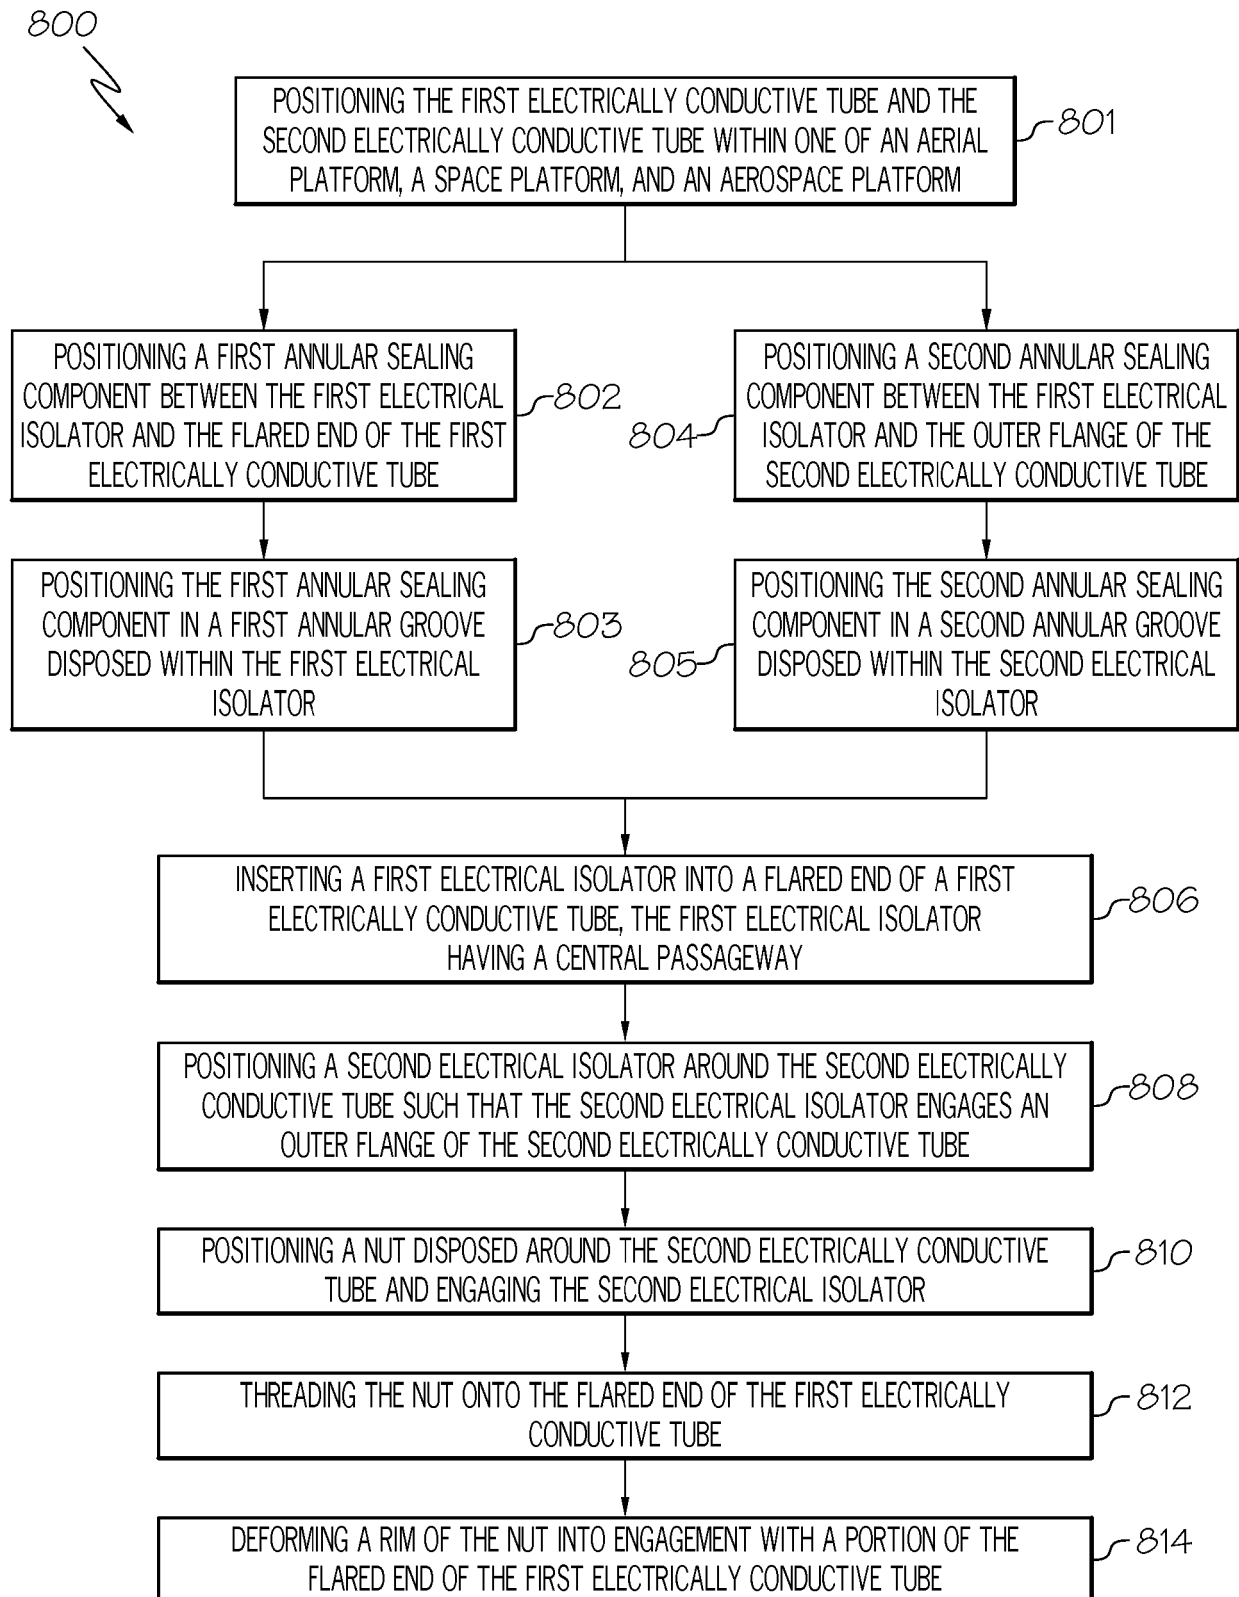 800
POSITIONING THE FIRST ELECTRICALLY CONDUCTIVE TUBE AND THE
SECOND ELECTRICALLY CONDUCTIVE TUBE WITHIN ONE OF AN AERIAL
PLATFORM, A SPACE PLATFORM, AND AN AEROSPACE PLATFORM
801
POSITIONING A FIRST ANNULAR SEALING
COMPONENT BETWEEN THE FIRST ELECTRICAL
ISOLATOR AND THE FLARED END OF THE FIRST
ELECTRICALLY CONDUCTIVE TUBE
802
804
POSITIONING A SECOND ANNULAR SEALING
COMPONENT BETWEEN THE FIRST ELECTRICAL
ISOLATOR AND THE OUTER FLANGE OF THE
SECOND ELECTRICALLY CONDUCTIVE TUBE
POSITIONING THE FIRST ANNULAR SEALING
COMPONENT IN A FIRST ANNULAR GROOVE
DISPOSED WITHIN THE FIRST ELECTRICAL
ISOLATOR
803
805
POSITIONING THE SECOND ANNULAR SEALING
COMPONENT IN A SECOND ANNULAR GROOVE
DISPOSED WITHIN THE SECOND ELECTRICAL
ISOLATOR
INSERTING A FIRST ELECTRICAL ISOLATOR INTO A FLARED END OF A FIRST
ELECTRICALLY CONDUCTIVE TUBE, THE FIRST ELECTRICAL ISOLATOR
HAVING A CENTRAL PASSAGEWAY
806
POSITIONING A SECOND ELECTRICAL ISOLATOR AROUND THE SECOND ELECTRICALLY
CONDUCTIVE TUBE SUCH THAT THE SECOND ELECTRICAL ISOLATOR ENGAGES AN
OUTER FLANGE OF THE SECOND ELECTRICALLY CONDUCTIVE TUBE
808
POSITIONING A NUT DISPOSED AROUND THE SECOND ELECTRICALLY CONDUCTIVE
TUBE AND ENGAGING THE SECOND ELECTRICAL ISOLATOR
810
THREADING THE NUT ONTO THE FLARED END OF THE FIRST ELECTRICALLY
CONDUCTIVE TUBE
812
DEFORMING A RIM OF THE NUT INTO ENGAGEMENT WITH A PORTION OF THE
FLARED END OF THE FIRST ELECTRICALLY CONDUCTIVE TUBE
814